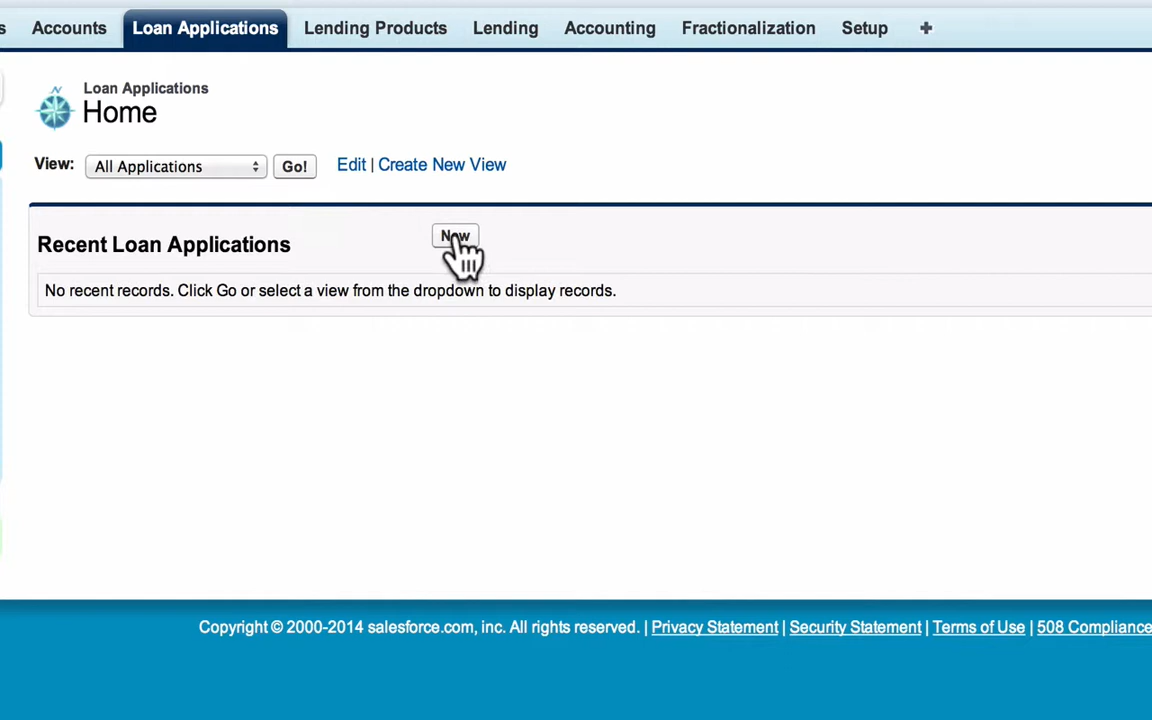 s Accounts Loan Applications Lending Products Lending Accounting Fractionalization Setup +
Loan Applications
Home
View: All Applications Go! Edit | Create New View
Recent Loan Applications New
No recent records. Click Go or select a view from the dropdown to display records.
Copyright © 2000-2014 salesforce.com, inc. All rights reserved. | Privacy Statement | Security Statement | Terms of Use | 508 Compliance